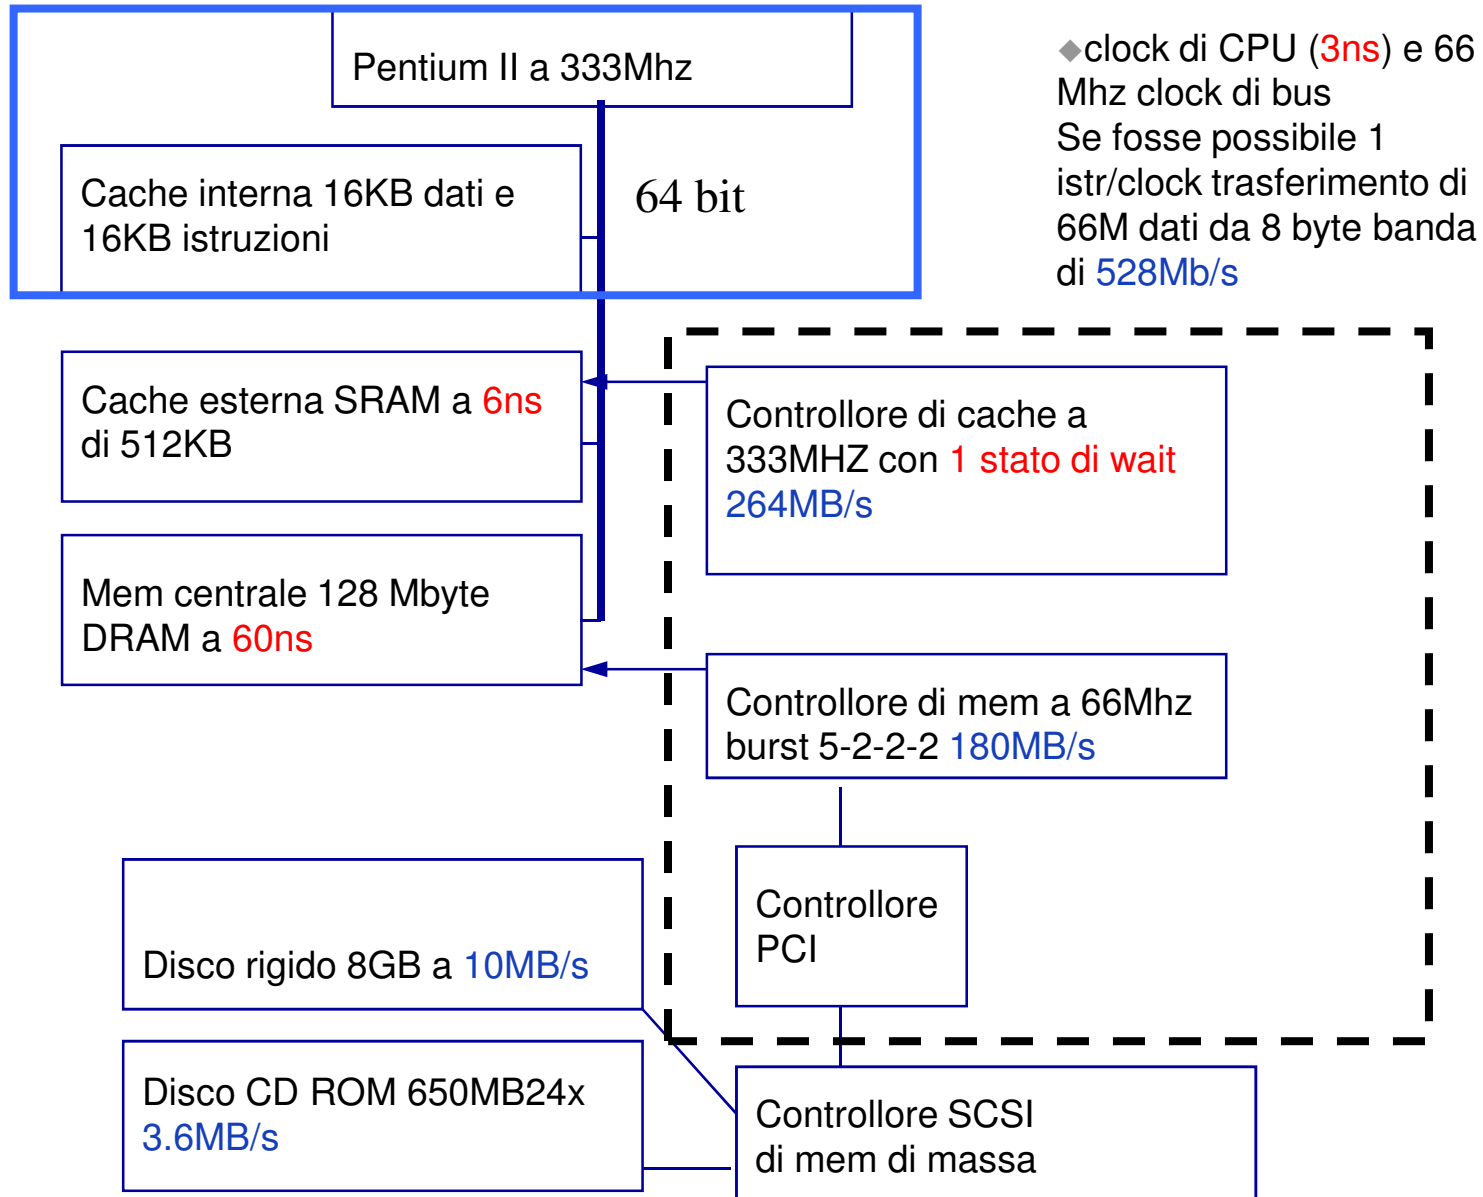 Pentium II a 333Mhz
Cache interna 16KB dati e
16KB istruzioni
64 bit
◆clock di CPU (3ns) e 66
Mhz clock di bus
Se fosse possibile 1
istr/clock trasferimento di
66M dati da 8 byte banda
di 528Mb/s
Cache esterna SRAM a 6ns
di 512KB
Controllore di cache a
333MHZ con 1 stato di wait
264MB/s
Mem centrale 128 Mbyte
DRAM a 60ns
Controllore di mem a 66Mhz
burst 5-2-2-2 180MB/s
Controllore
PCI
Disco rigido 8GB a 10MB/s
Disco CD ROM 650MB24x
3.6MB/s
Controllore SCSI
di mem di massa